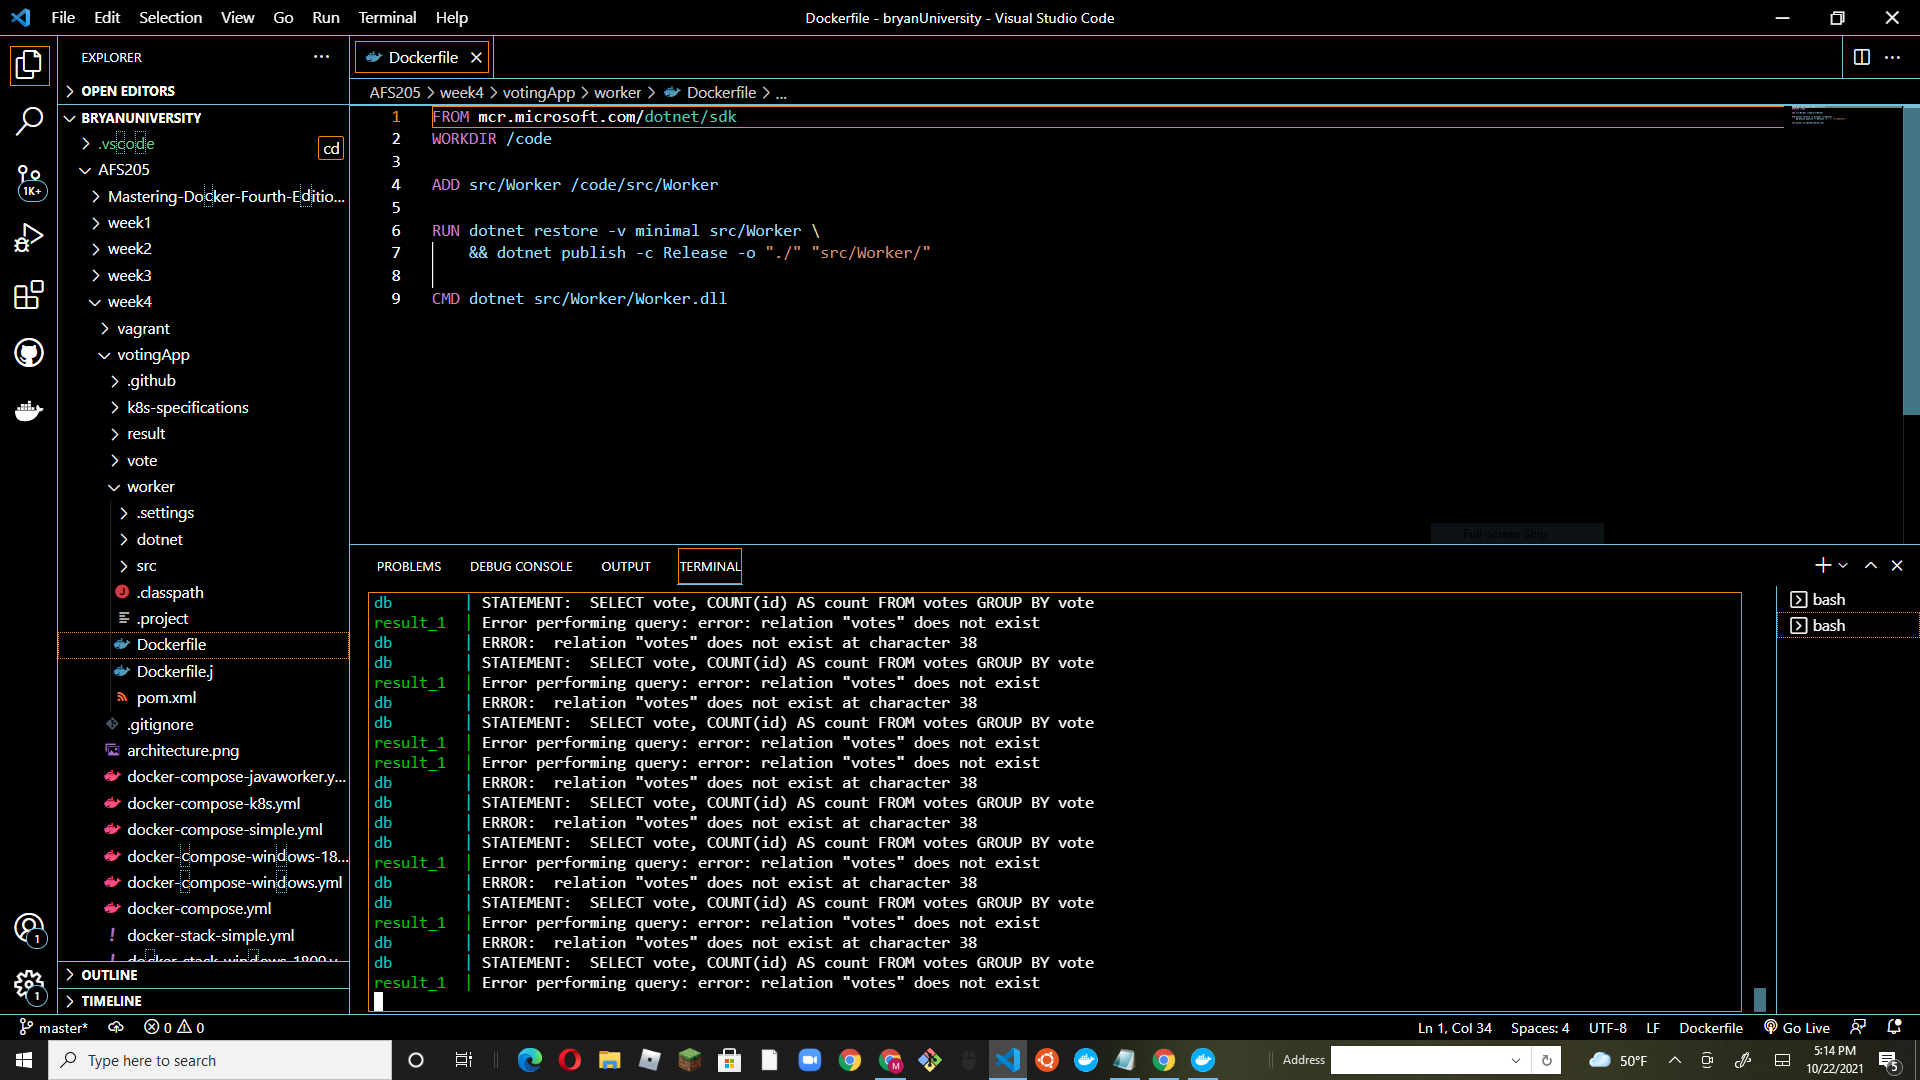 File Edit Selection View Go Run Terminal Help
Dockerfile - bryanUniversity - Visual Studio Code
EXPLORER
OPEN EDITORS
BRYANUNIVERSITY
.vscode
cd
AFS205
Mastering-Docker-Fourth-Editio...
week1
week2
week3
week4
vagrant
votingApp
.github
k8s-specifications
result
vote
worker
.settings
dotnet
src
.classpath
.project
Dockerfile
Dockerfile.j
pom.xml
.gitignore
architecture.png
docker-compose-javaworker.y...
docker-compose-k8s.yml
docker-compose-simple.yml
docker-compose-windows-18...
docker-compose-windows.yml
docker-compose.yml
docker-stack-simple.yml
OUTLINE
TIMELINE
1K+
1
1
Dockerfile
AFS205 > week4 > votingApp > worker > Dockerfile > ...
1 FROM mcr.microsoft.com/dotnet/sdk
2 WORKDIR /code
3
4 ADD src/Worker /code/src/Worker
5
6 RUN dotnet restore -v minimal src/Worker \
7 && dotnet publish -c Release -o "./" "src/Worker/"
8
9 CMD dotnet src/Worker/Worker.dll
Full-screen Snip
PROBLEMS DEBUG CONSOLE OUTPUT TERMINAL
db | STATEMENT:  SELECT vote, COUNT(id) AS count FROM votes GROUP BY vote
result_1 | Error performing query: error: relation "votes" does not exist
db | ERROR:  relation "votes" does not exist at character 38
db | STATEMENT:  SELECT vote, COUNT(id) AS count FROM votes GROUP BY vote
result_1 | Error performing query: error: relation "votes" does not exist
db | ERROR:  relation "votes" does not exist at character 38
db | STATEMENT:  SELECT vote, COUNT(id) AS count FROM votes GROUP BY vote
result_1 | Error performing query: error: relation "votes" does not exist
result_1 | Error performing query: error: relation "votes" does not exist
db | ERROR:  relation "votes" does not exist at character 38
db | STATEMENT:  SELECT vote, COUNT(id) AS count FROM votes GROUP BY vote
db | ERROR:  relation "votes" does not exist at character 38
db | STATEMENT:  SELECT vote, COUNT(id) AS count FROM votes GROUP BY vote
result_1 | Error performing query: error: relation "votes" does not exist
db | ERROR:  relation "votes" does not exist at character 38
db | STATEMENT:  SELECT vote, COUNT(id) AS count FROM votes GROUP BY vote
result_1 | Error performing query: error: relation "votes" does not exist
db | ERROR:  relation "votes" does not exist at character 38
db | STATEMENT:  SELECT vote, COUNT(id) AS count FROM votes GROUP BY vote
result_1 | Error performing query: error: relation "votes" does not exist
bash
bash
master* 0 0
Ln 1, Col 34 Spaces: 4 UTF-8 LF Dockerfile Go Live
Type here to search
M
Address
50°F
5:14 PM
10/22/2021
5